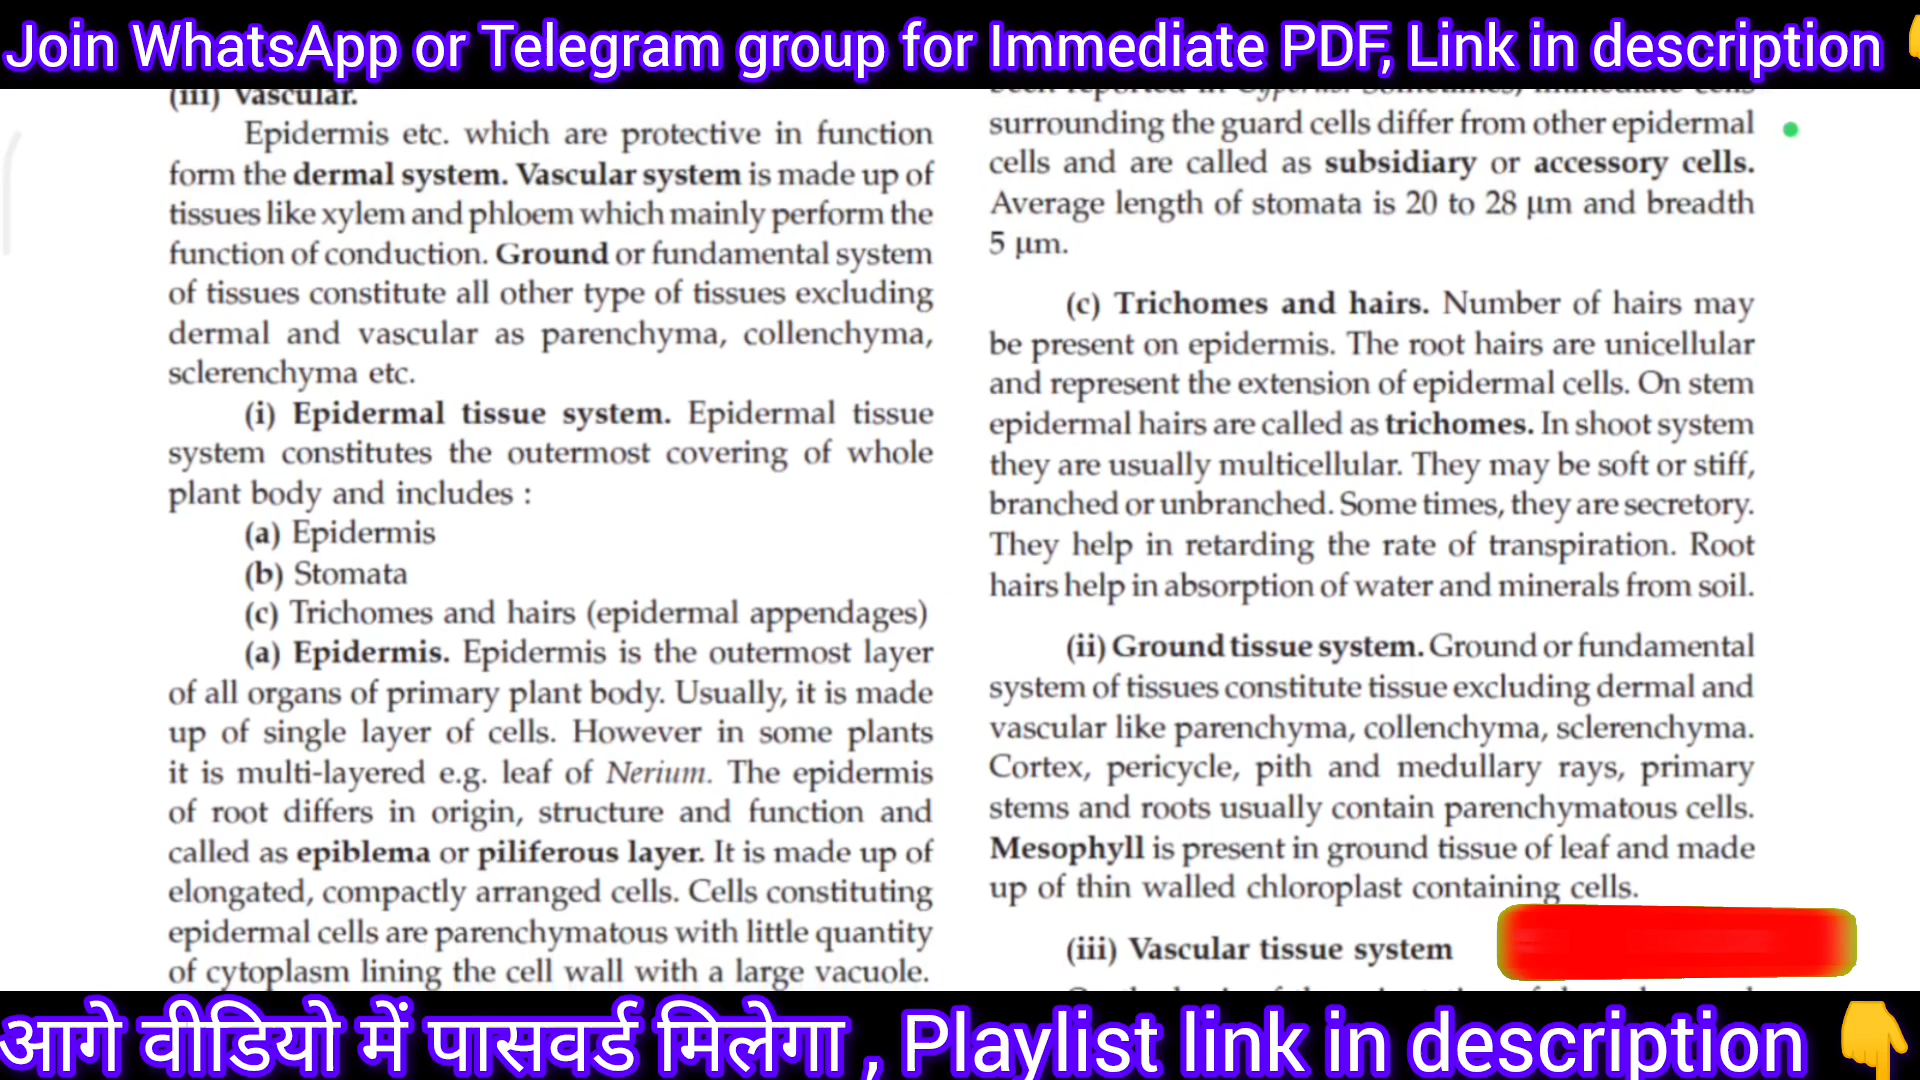 Join WhatsApp or Telegram group for Immediate PDF, Link in description
(iii) Vascular.
Epidermis etc. which are protective in function
form the dermal system. Vascular system is made up of
tissues like xylem and phloem which mainly perform the
function of conduction. Ground or fundamental system
of tissues constitute all other type of tissues excluding
dermal and vascular as parenchyma, collenchyma,
sclerenchyma etc.
(i) Epidermal tissue system. Epidermal tissue
system constitutes the outermost covering of whole
plant body and includes :
(a) Epidermis
(b) Stomata
(c) Trichomes and hairs (epidermal appendages)
(a) Epidermis. Epidermis is the outermost layer
of all organs of primary plant body. Usually, it is made
up of single layer of cells. However in some plants
it is multi-layered e.g. leaf of Nerium. The epidermis
of root differs in origin, structure and function and
called as epiblema or piliferous layer. It is made up of
elongated, compactly arranged cells. Cells constituting
epidermal cells are parenchymatous with little quantity
of cytoplasm lining the cell wall with a large vacuole.
been reported in Cyperus. Sometimes, immediate cells
surrounding the guard cells differ from other epidermal
cells and are called as subsidiary or accessory cells.
Average length of stomata is 20 to 28 μm and breadth
5 μm.
(c) Trichomes and hairs. Number of hairs may
be present on epidermis. The root hairs are unicellular
and represent the extension of epidermal cells. On stem
epidermal hairs are called as trichomes. In shoot system
they are usually multicellular. They may be soft or stiff,
branched or unbranched. Some times, they are secretory.
They help in retarding the rate of transpiration. Root
hairs help in absorption of water and minerals from soil.
(ii) Ground tissue system. Ground or fundamental
system of tissues constitute tissue excluding dermal and
vascular like parenchyma, collenchyma, sclerenchyma.
Cortex, pericycle, pith and medullary rays, primary
stems and roots usually contain parenchymatous cells.
Mesophyll is present in ground tissue of leaf and made
up of thin walled chloroplast containing cells.
(iii) Vascular tissue system
आगे वीडियो में पासवर्ड मिलेगा , Playlist link in description